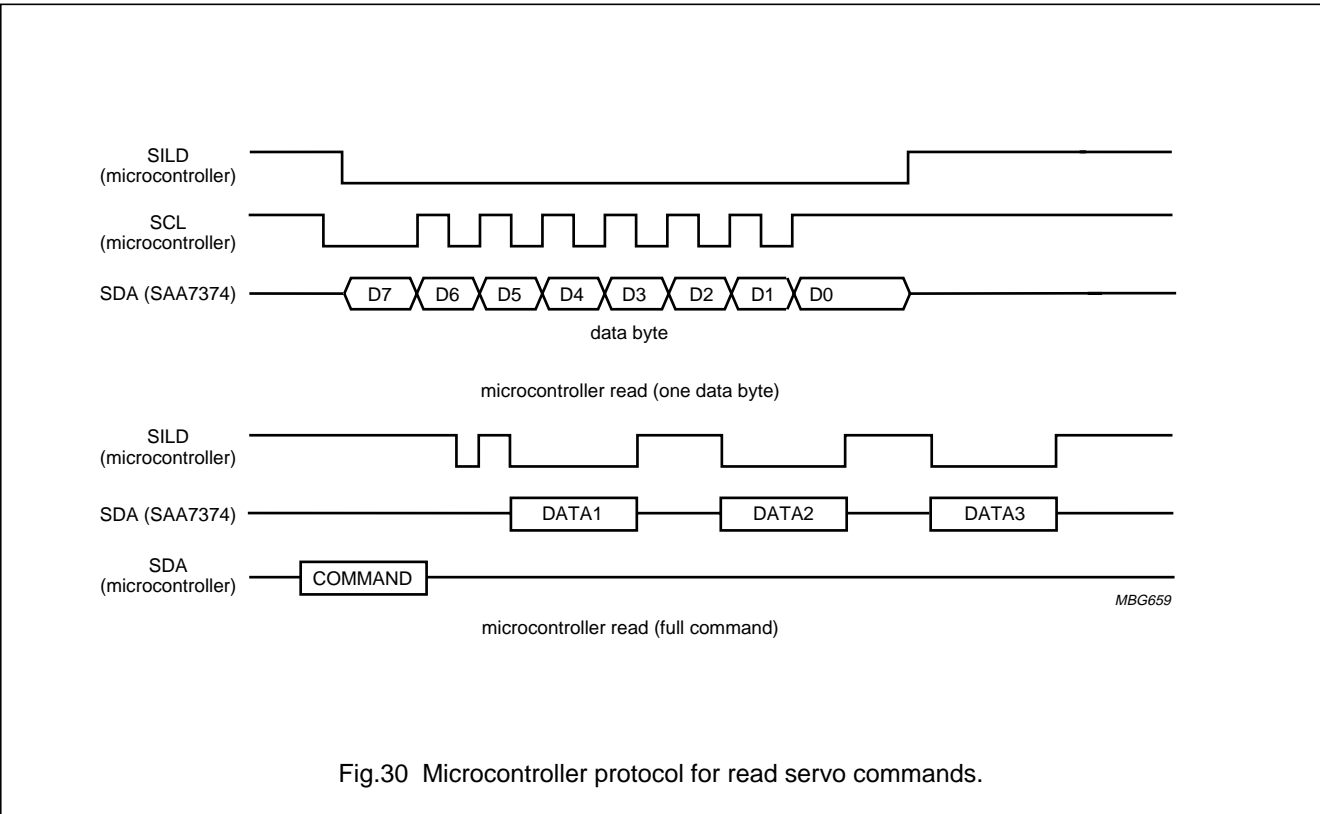 SILD
(microcontroller)
SCL
(microcontroller)
SDA (SAA7374)
D7 D6 D5 D4 D3 D2 D1 D0
data byte
microcontroller read (one data byte)
SILD
(microcontroller)
SDA (SAA7374)
DATA1 DATA2 DATA3
SDA
(microcontroller)
COMMAND
MBG659
microcontroller read (full command)
Fig.30 Microcontroller protocol for read servo commands.